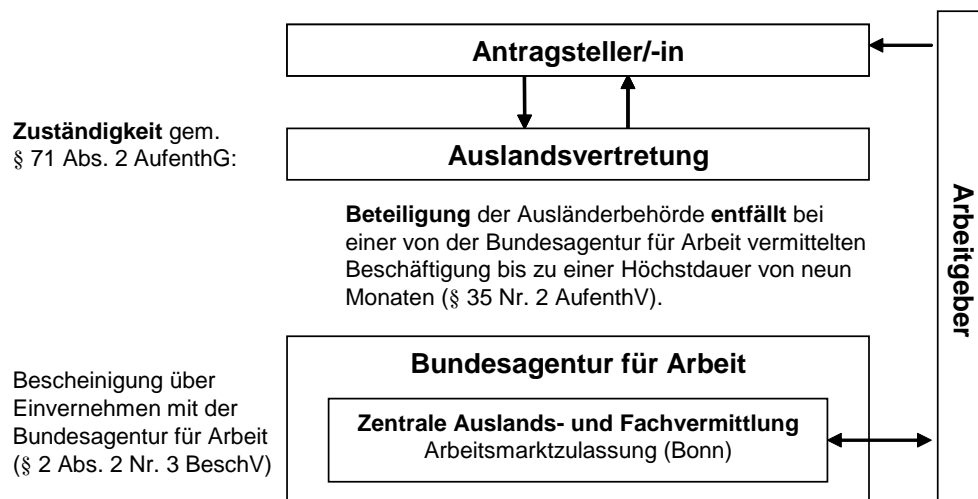 Antragsteller/-in
Zuständigkeit gem.
§ 71 Abs. 2 AufenthG:
Auslandsvertretung
Beteiligung der Ausländerbehörde entfällt bei
einer von der Bundesagentur für Arbeit vermittelten
Beschäftigung bis zu einer Höchstdauer von neun
Monaten (§ 35 Nr. 2 AufenthV).
Arbeitgeber
Bundesagentur für Arbeit
Bescheinigung über
Einvernehmen mit der
Bundesagentur für Arbeit
(§ 2 Abs. 2 Nr. 3 BeschV)
Zentrale Auslands- und Fachvermittlung
Arbeitsmarktzulassung (Bonn)